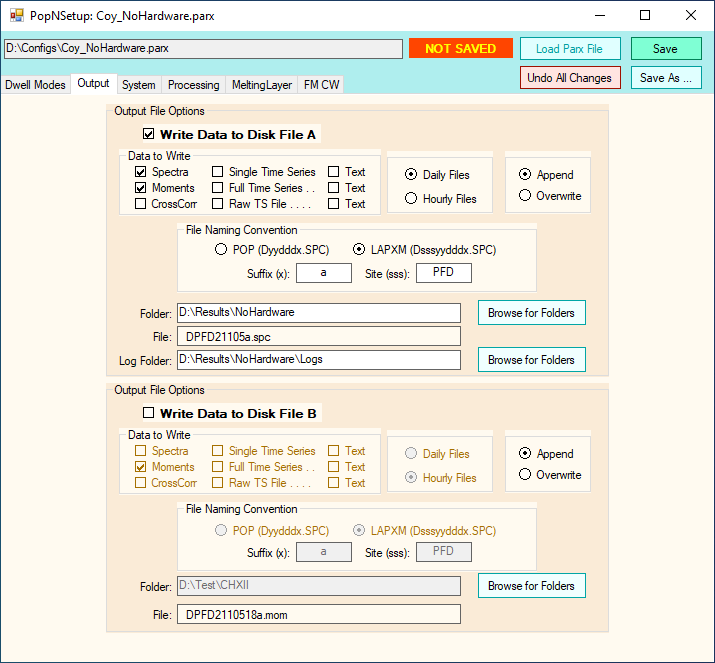 PopNSetup: Coy_NoHardware.parx
D:\Configs\Coy_NoHardware.parx
NOT SAVED
Load Parx File
Save
Undo All Changes
Save As ...
Dwell Modes Output System Processing MeltingLayer FM CW
Output File Options
Write Data to Disk File A
Data to Write
Spectra Single Time Series Text
Moments Full Time Series . . Text
CrossCorr Raw TS File . . . . Text
Daily Files
Hourly Files
Append
Overwrite
File Naming Convention
POP (Dyydddx.SPC) LAPXM (Dsssyydddx.SPC)
Suffix (x): a Site (sss): PFD
Folder: D:\Results\NoHardware Browse for Folders
File: DPFD21105a.spc
Log Folder: D:\Results\NoHardware\Logs Browse for Folders
Output File Options
Write Data to Disk File B
Data to Write
Spectra Single Time Series Text
Moments Full Time Series . . Text
CrossCorr Raw TS File . . . . Text
Daily Files
Hourly Files
Append
Overwrite
File Naming Convention
POP (Dyydddx.SPC) LAPXM (Dsssyydddx.SPC)
Suffix (x): a Site (sss): PFD
Folder: D:\Test\CHXII Browse for Folders
File: DPFD2110518a.mom